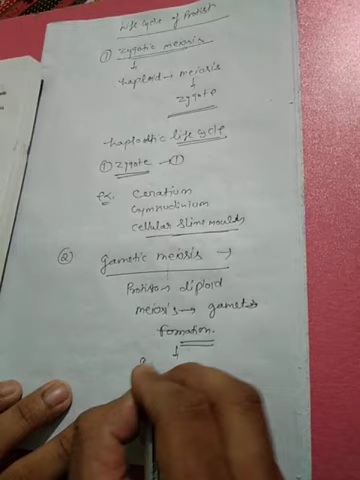 Life cycle of Protist
① Zygotic meiosis
↓
haploid → meiosis
↓
zygote
haplontic life cycle
① Zygote → ①
Ex. Ceratium
Gymnodinium
Cellular slime moulds
② Gametic meiosis →
Protiston diploid
meiosis → gametes
formation.
↓